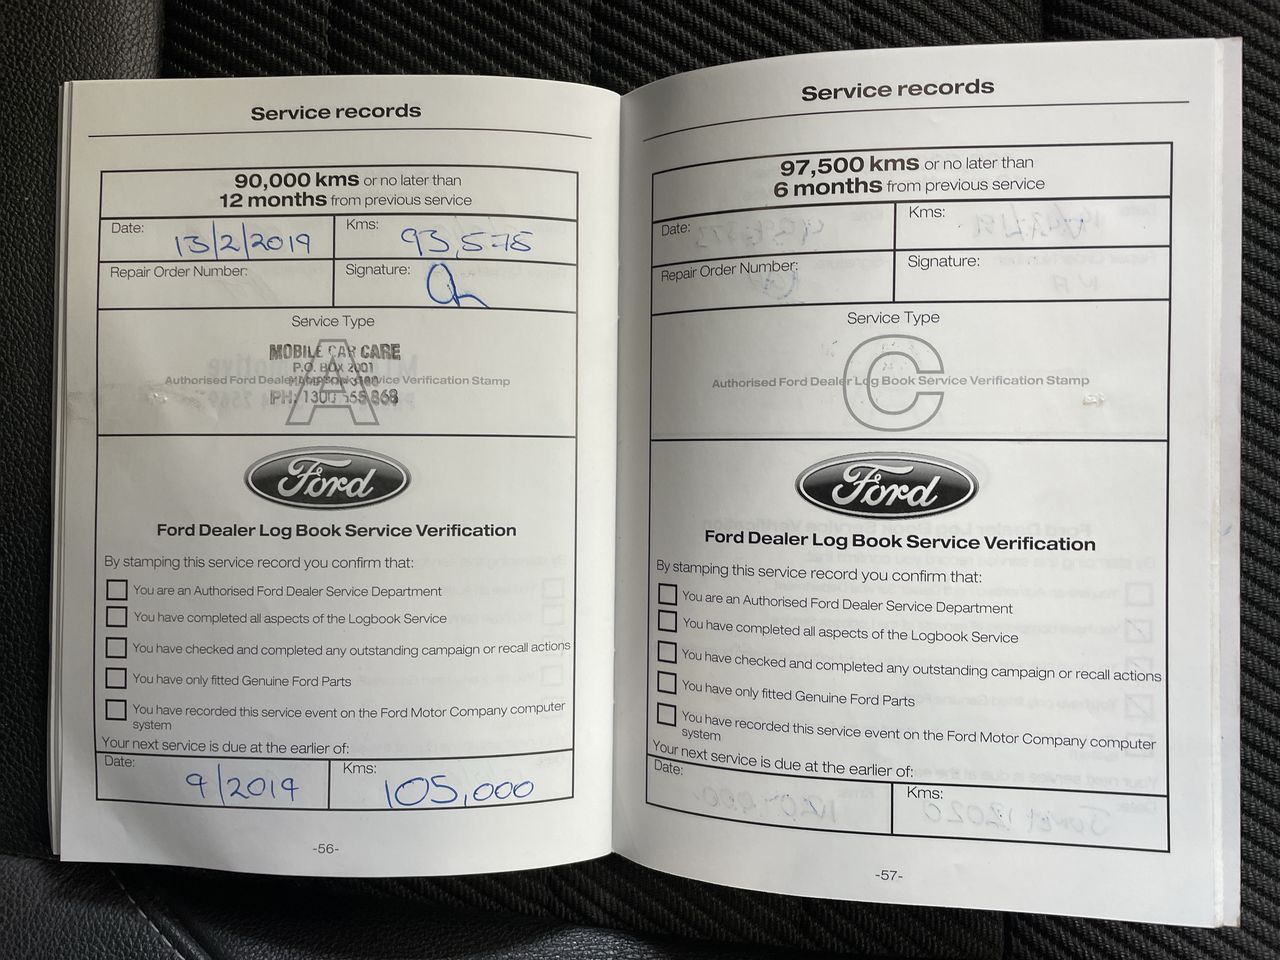 Service records
90,000 kms or no later than
12 months from previous service
Date: 13/2/2019
Kms: 93,575
Repair Order Number:
Signature:
Service Type
A
MOBILE CAR CARE
P.O. BOX 2001
Authorised Ford Dealer Log Book Service Verification Stamp
PH: 1300 868
Ford
Ford Dealer Log Book Service Verification
By stamping this service record you confirm that:
You are an Authorised Ford Dealer Service Department
You have completed all aspects of the Logbook Service
You have checked and completed any outstanding campaign or recall actions
You have only fitted Genuine Ford Parts
You have recorded this service event on the Ford Motor Company computer
system
Your next service is due at the earlier of:
Date: 9/2019
Kms: 105,000
-56-
Service records
97,500 kms or no later than
6 months from previous service
Date:
Kms:
Repair Order Number:
Signature:
Service Type
C
Authorised Ford Dealer Log Book Service Verification Stamp
Ford
Ford Dealer Log Book Service Verification
By stamping this service record you confirm that:
You are an Authorised Ford Dealer Service Department
You have completed all aspects of the Logbook Service
You have checked and completed any outstanding campaign or recall actions
You have only fitted Genuine Ford Parts
You have recorded this service event on the Ford Motor Company computer
system
Your next service is due at the earlier of:
Date:
Kms:
-57-